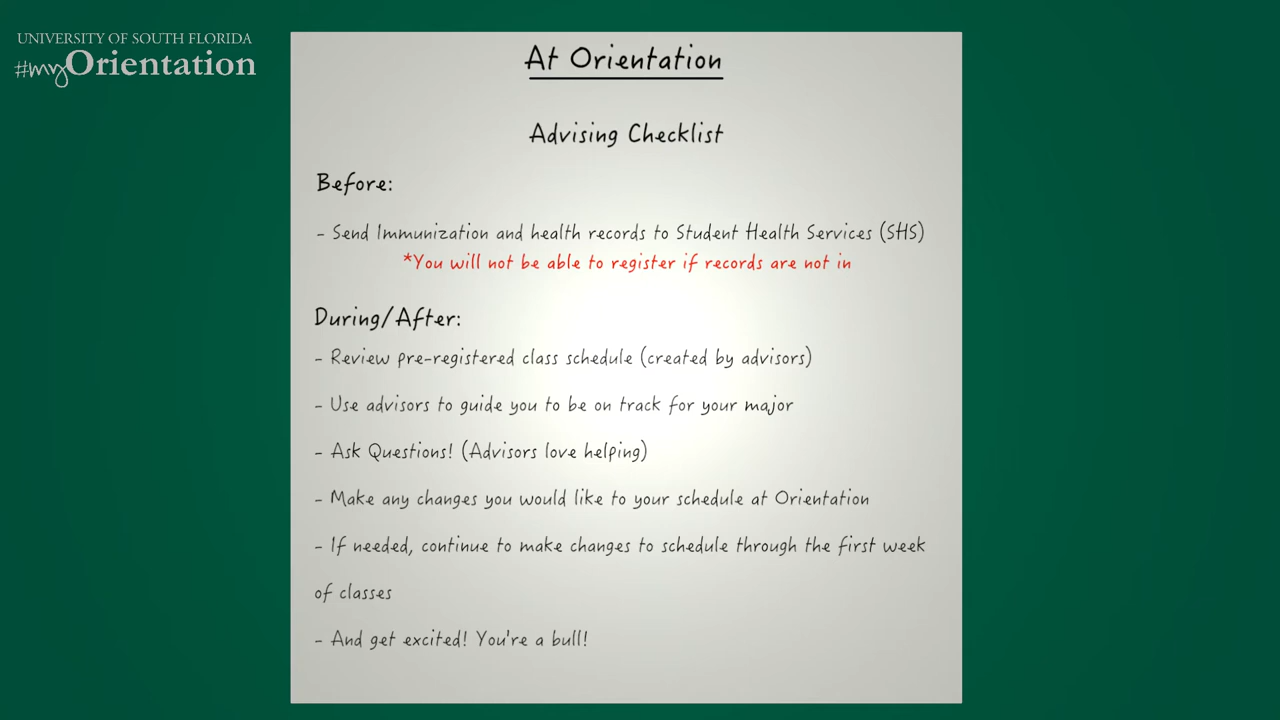 UNIVERSITY OF SOUTH FLORIDA
#myOrientation
At Orientation
Advising Checklist
Before:
- Send Immunization and health records to Student Health Services (SHS)
*You will not be able to register if records are not in
During/After:
- Review pre-registered class schedule (created by advisors)
- Use advisors to guide you to be on track for your major
- Ask Questions! (Advisors love helping)
- Make any changes you would like to your schedule at Orientation
- If needed, continue to make changes to schedule through the first week
of classes
- And get excited! You're a bull!